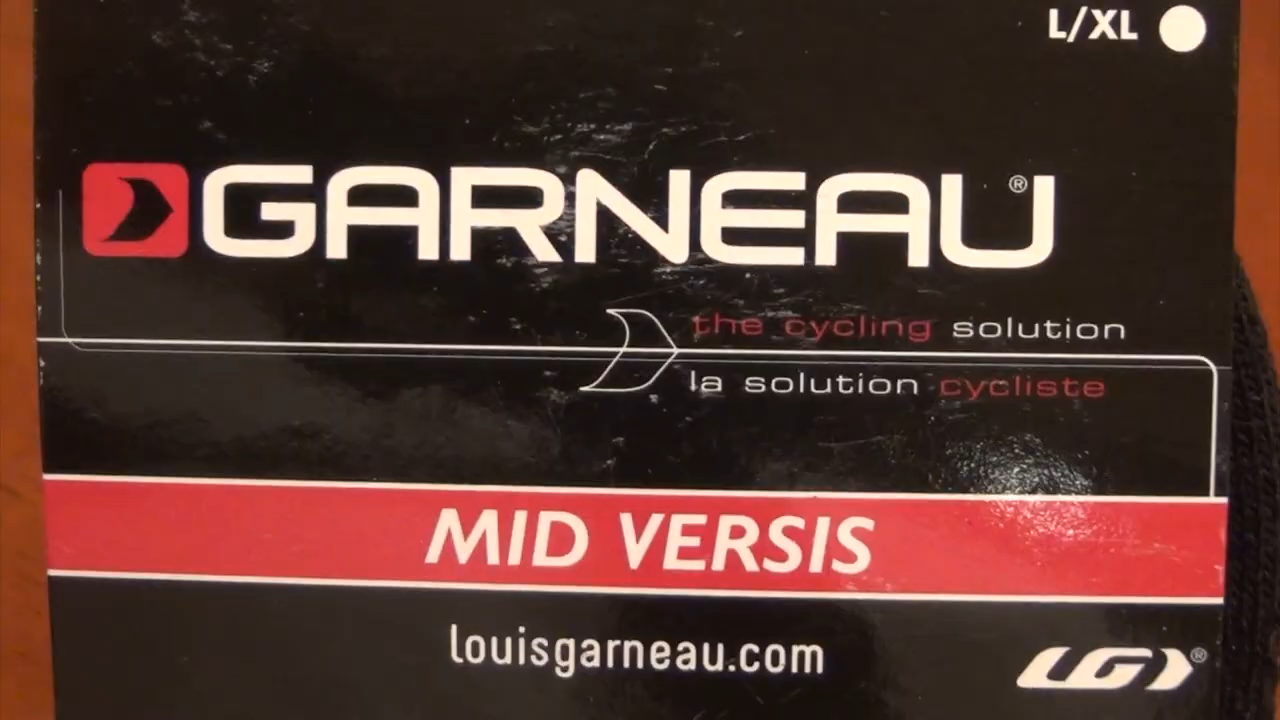 L/XL
GARNEAU®
the cycling solution
la solution cycliste
MID VERSIS
louisgarneau.com
LG®